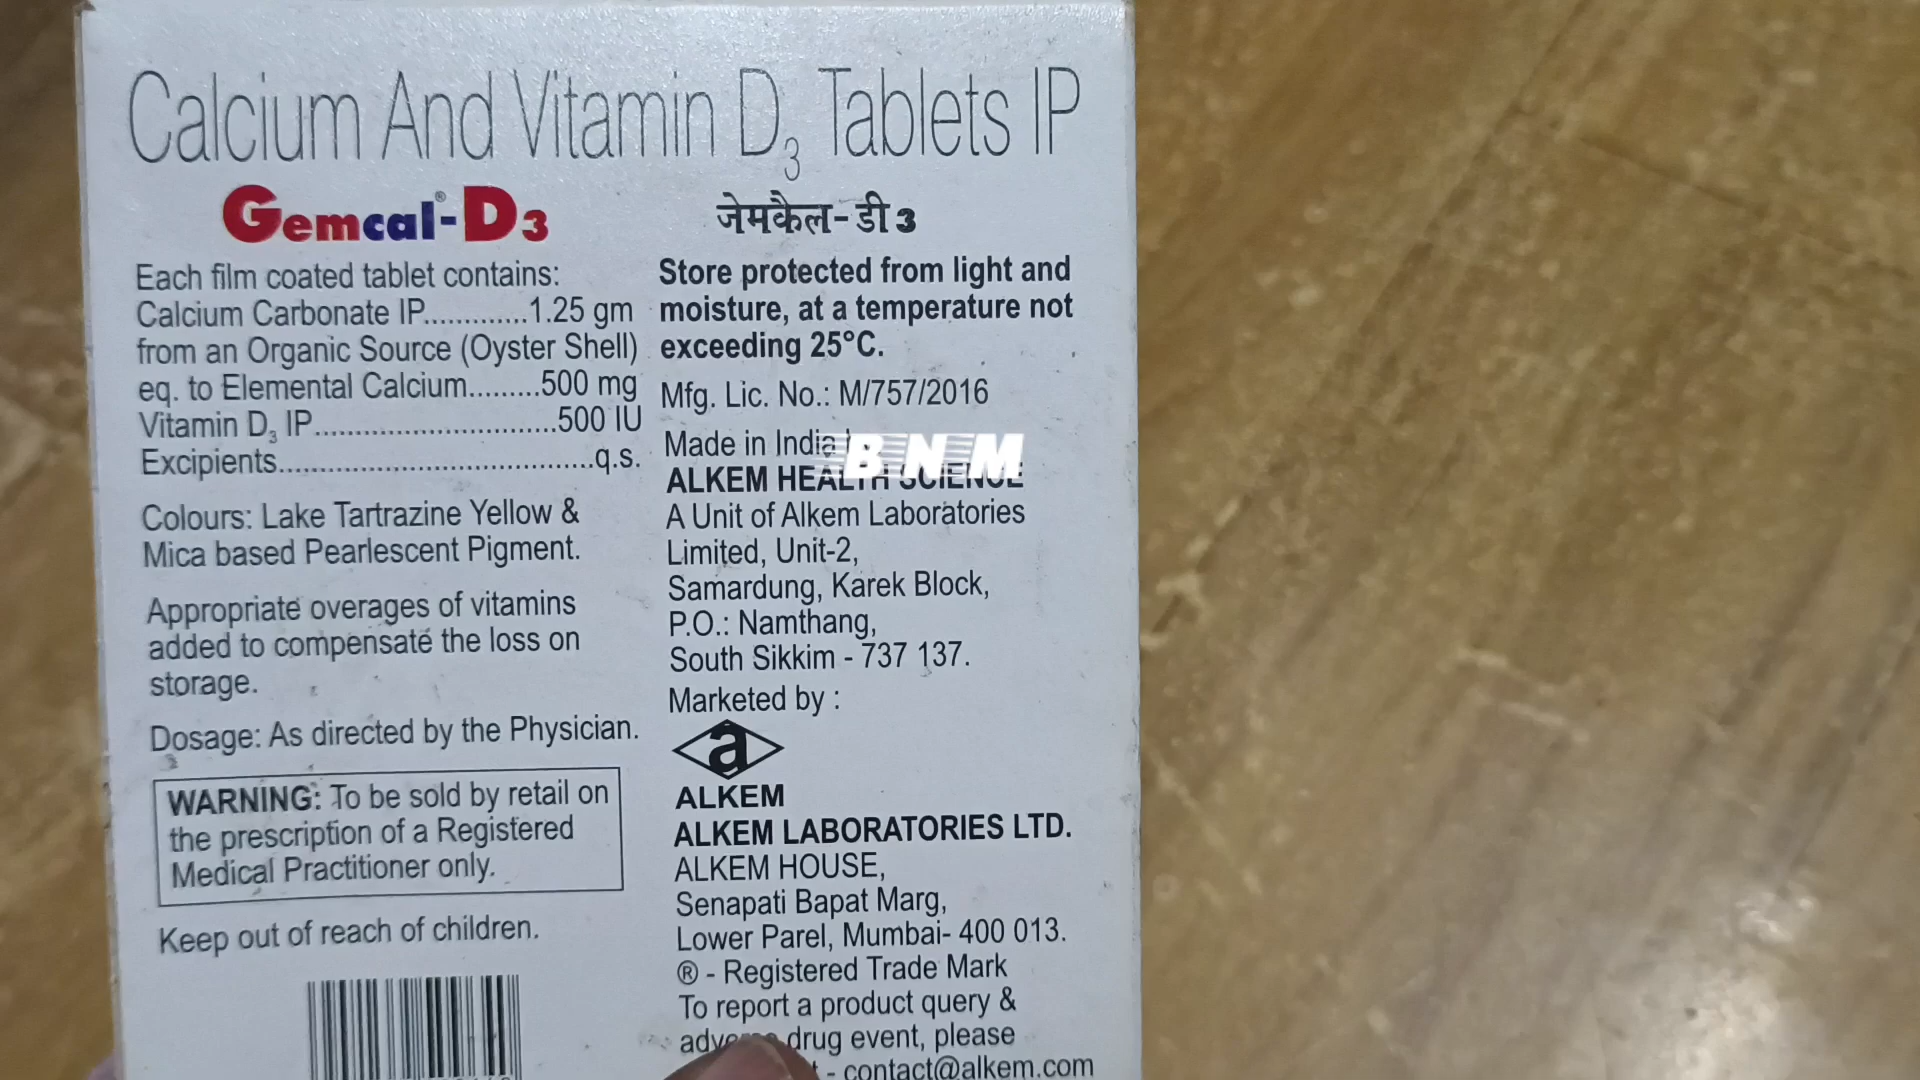 Calcium And Vitamin D3 Tablets IP
Gemcal®-D3
Each film coated tablet contains:
Calcium Carbonate IP.............1.25 gm
from an Organic Source (Oyster Shell)
eq. to Elemental Calcium.........500 mg
Vitamin D3 IP..............................500 IU
Excipients.......................................q.s.
Colours: Lake Tartrazine Yellow &
Mica based Pearlescent Pigment.
Appropriate overages of vitamins
added to compensate the loss on
storage.
Dosage: As directed by the Physician.
WARNING: To be sold by retail on
the prescription of a Registered
Medical Practitioner only.
Keep out of reach of children.
जेमकैल-डी 3
Store protected from light and
moisture, at a temperature not
exceeding 25°C.
Mfg. Lic. No.: M/757/2016
Made in India
BNM
ALKEM HEALTH SCIENCE
A Unit of Alkem Laboratories
Limited, Unit-2,
Samardung, Karek Block,
P.O.: Namthang,
South Sikkim - 737 137.
Marketed by :
a
ALKEM
ALKEM LABORATORIES LTD.
ALKEM HOUSE,
Senapati Bapat Marg,
Lower Parel, Mumbai- 400 013.
® - Registered Trade Mark
To report a product query &
drug event, please
- contact@alkem.com